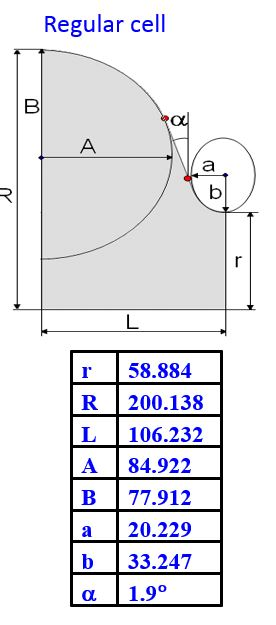 Regular cell
B
A
α
a
b
R
r
L
r 58.884
R 200.138
L 106.232
A 84.922
B 77.912
a 20.229
b 33.247
α 1.9°